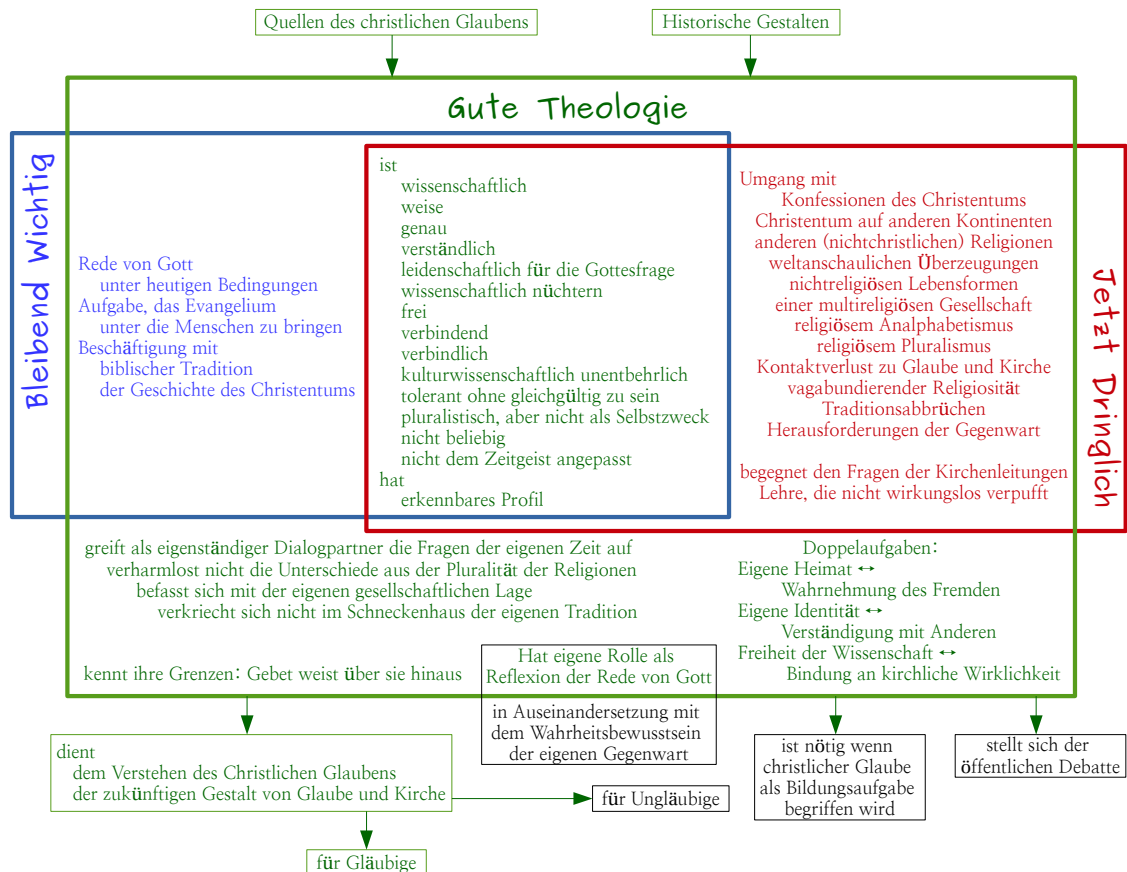 Quellen des christlichen Glaubens
Historische Gestalten
Gute Theologie
Bleibend Wichtig
Rede von Gott
unter heutigen Bedingungen
Aufgabe, das Evangelium
unter die Menschen zu bringen
Beschäftigung mit
biblischer Tradition
der Geschichte des Christentums
ist
wissenschaftlich
weise
genau
verständlich
leidenschaftlich für die Gottesfrage
wissenschaftlich nüchtern
frei
verbindend
verbindlich
kulturwissenschaftlich unentbehrlich
tolerant ohne gleichgültig zu sein
pluralistisch, aber nicht als Selbstzweck
nicht beliebig
nicht dem Zeitgeist angepasst
hat
erkennbares Profil
Umgang mit
Konfessionen des Christentums
Christentum auf anderen Kontinenten
anderen (nichtchristlichen) Religionen
weltanschaulichen Überzeugungen
nichtreligiösen Lebensformen
einer multireligiösen Gesellschaft
religiösem Analphabetismus
religiösem Pluralismus
Kontaktverlust zu Glaube und Kirche
vagabundierender Religiosität
Traditionsabbrüchen
Herausforderungen der Gegenwart
begegnet den Fragen der Kirchenleitungen
Lehre, die nicht wirkungslos verpufft
Jetzt Dringlich
greift als eigenständiger Dialogpartner die Fragen der eigenen Zeit auf
verharmlost nicht die Unterschiede aus der Pluralität der Religionen
befasst sich mit der eigenen gesellschaftlichen Lage
verkriecht sich nicht im Schneckenhaus der eigenen Tradition
Doppelaufgaben:
Eigene Heimat ↔
Wahrnehmung des Fremden
Eigene Identität ↔
Verständigung mit Anderen
Freiheit der Wissenschaft ↔
Bindung an kirchliche Wirklichkeit
kennt ihre Grenzen: Gebet weist über sie hinaus
Hat eigene Rolle als
Reflexion der Rede von Gott
in Auseinandersetzung mit
dem Wahrheitsbewusstsein
der eigenen Gegenwart
dient
dem Verstehen des Christlichen Glaubens
der zukünftigen Gestalt von Glaube und Kirche
für Ungläubige
für Gläubige
ist nötig wenn
christlicher Glaube
als Bildungsaufgabe
begriffen wird
stellt sich der
öffentlichen Debatte